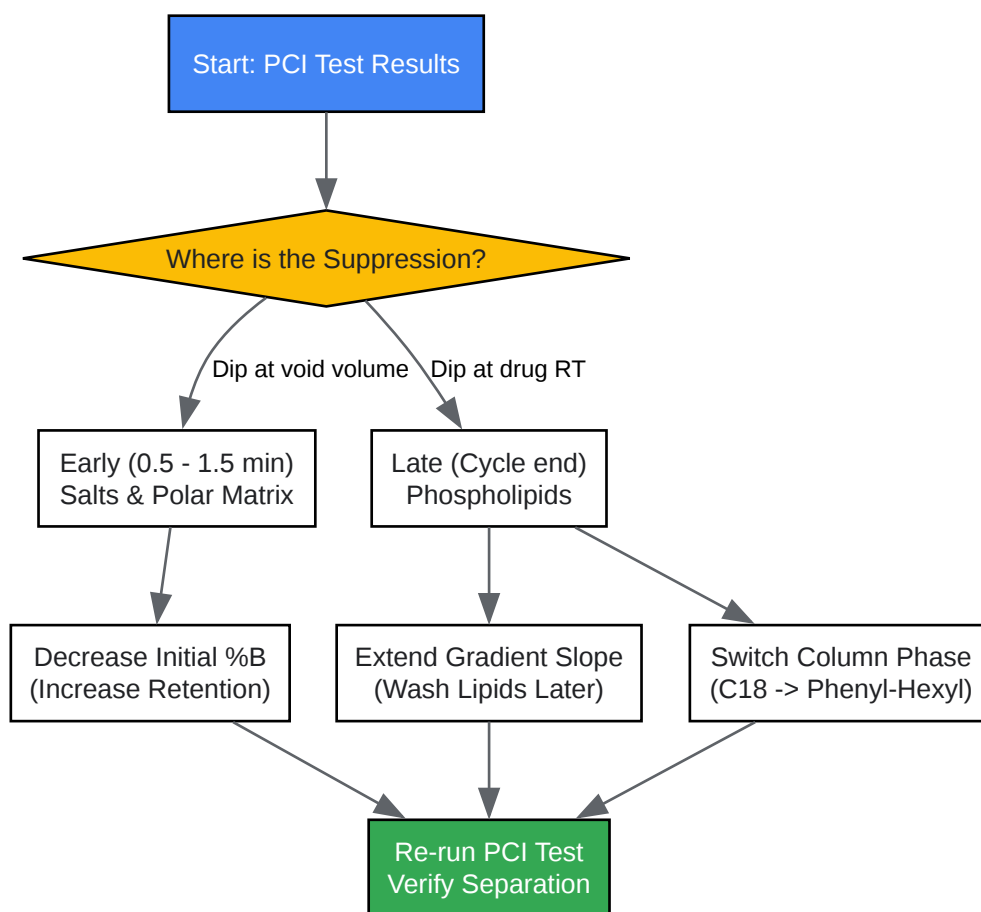 Start: PCI Test Results
Where is the Suppression?
Dip at void volume
Dip at drug RT
Early (0.5 - 1.5 min)
Salts & Polar Matrix
Late (Cycle end)
Phospholipids
Decrease Initial %B
(Increase Retention)
Extend Gradient Slope
(Wash Lipids Later)
Switch Column Phase
(C18 -> Phenyl-Hexyl)
Re-run PCI Test
Verify Separation